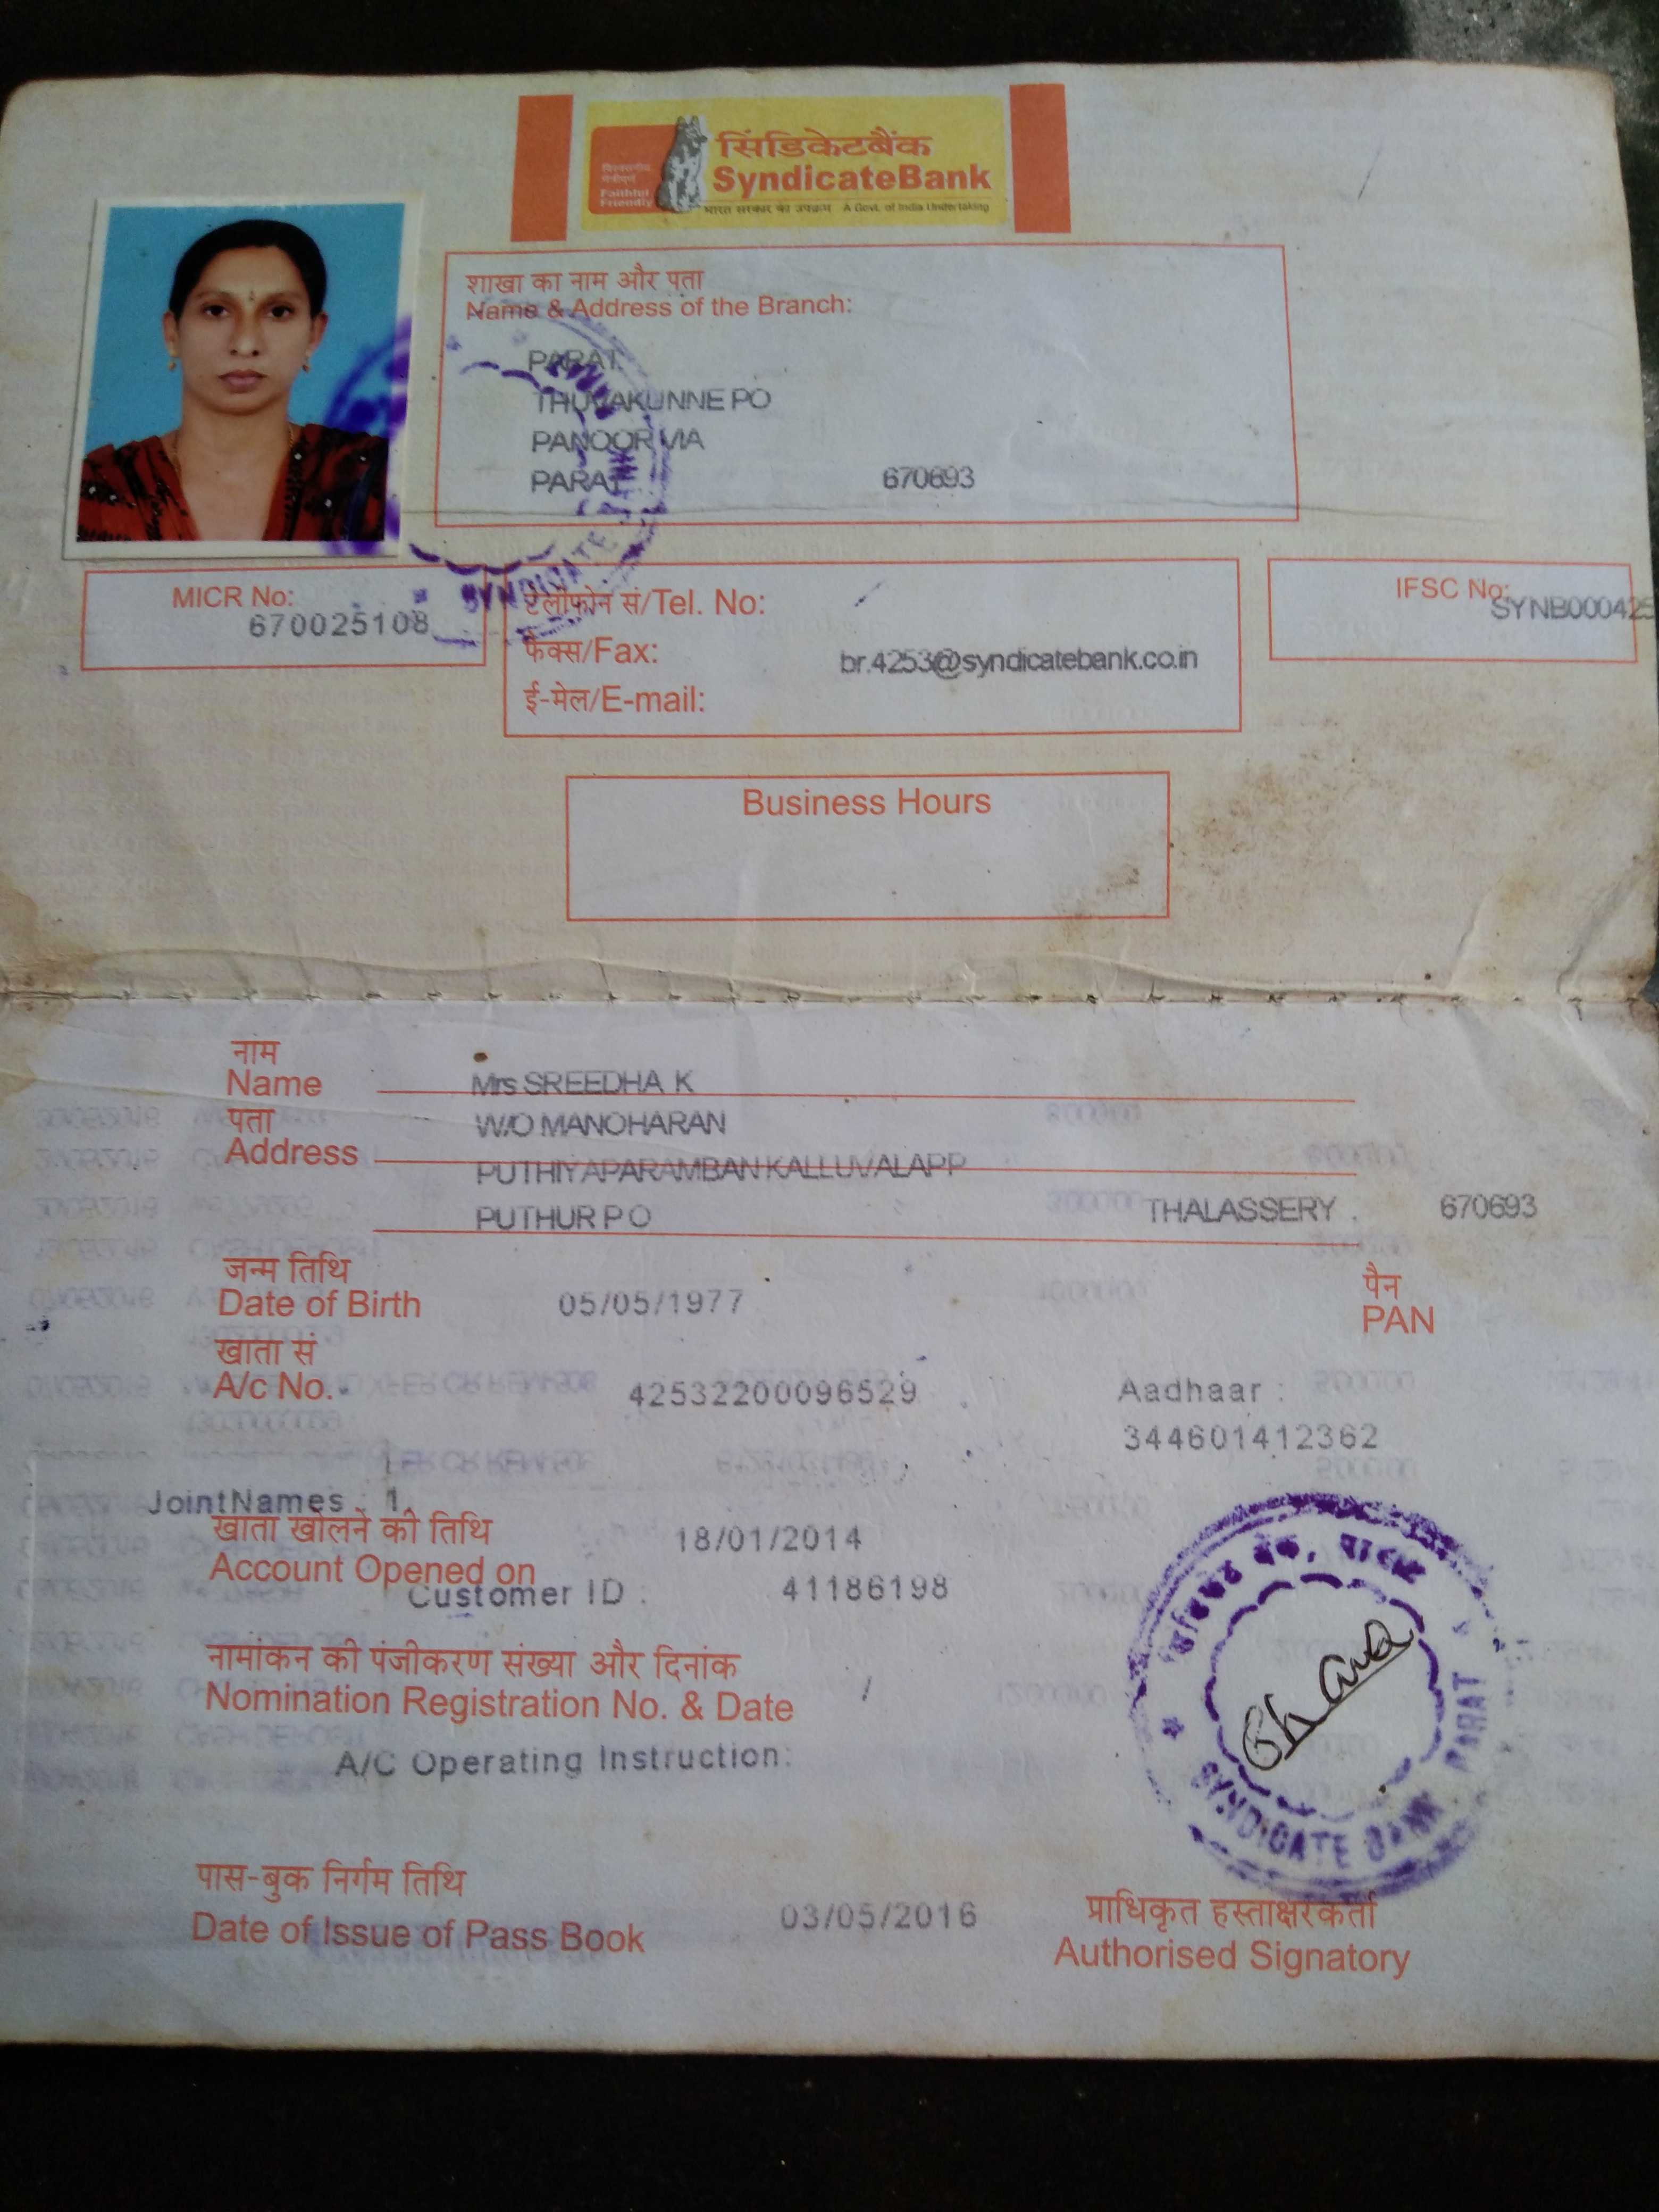 सिंडिकेटबैंक
SyndicateBank
विश्वसनीय
Faithful
Friendly
भारत सरकार का उपक्रम A Govt. of India Undertaking
शाखा का नाम और पता
Name & Address of the Branch:
PARAT
THUVAKUNNE PO
PANOOR VIA
PARAT 670693
SYNDICATE
MICR No:
670025108
टेलीफोन सं/Tel. No:
फैक्स/Fax:
br.4253@syndicatebank.co.in
ई-मेल/E-mail:
IFSC No:
SYNB000425
Business Hours
नाम
Name Mrs SREEDHA K
पता W/O MANOHARAN
Address PUTHIYAPARAMBAN KALLUVALAPP
PUTHUR P O THALASSERY . 670693
जन्म तिथि
Date of Birth 05/05/1977
पैन
PAN
खाता सं
A/c No. 42532200096529
Aadhaar :
344601412362
JointNames : 1.
खाता खोलने की तिथि
Account Opened on 18/01/2014
Customer ID : 41186198
नामांकन की पंजीकरण संख्या और दिनांक
Nomination Registration No. & Date /
A/C Operating Instruction:
SYNDICATE BANK PARAT
पास-बुक निर्गम तिथि
Date of Issue of Pass Book 03/05/2016
प्राधिकृत हस्ताक्षरकर्ता
Authorised Signatory